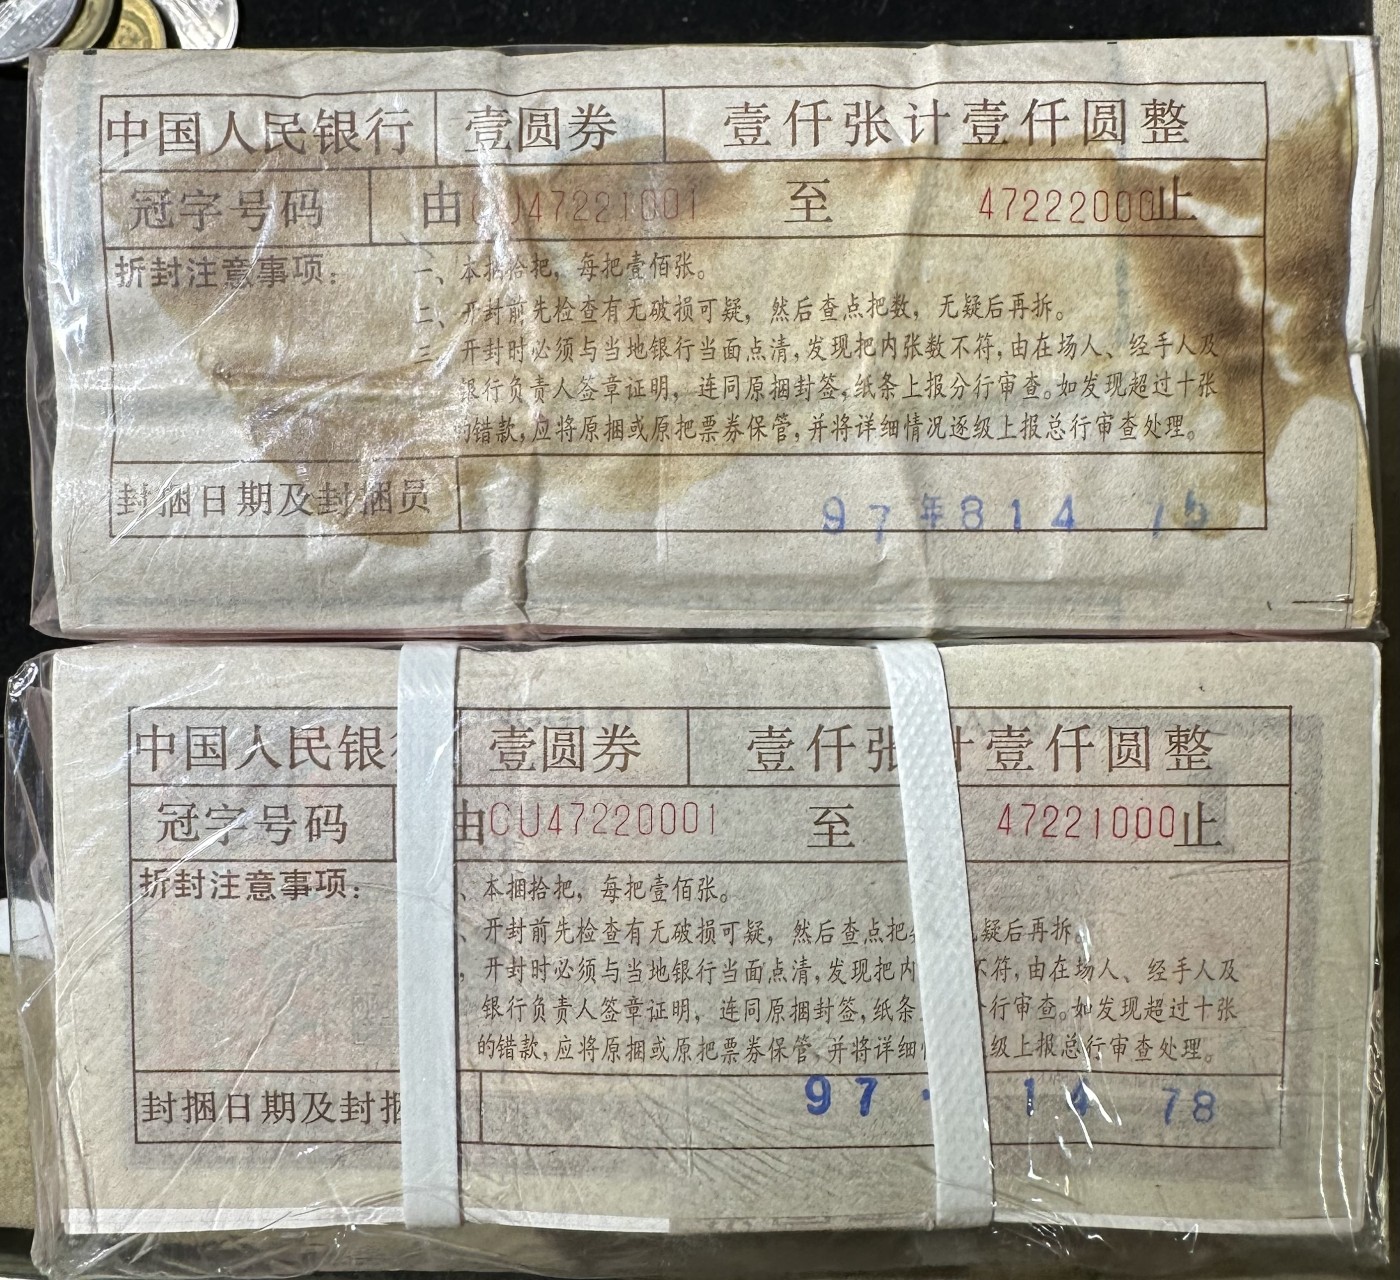 中国人民银行 壹圆券 壹仟张计壹仟圆整
冠字号码 由CU47221001 至 47222000止
折封注意事项：
一、本捆拾把，每把壹佰张。
二、开封前先检查有无破损可疑，然后查点把数，无疑后再拆。
三 开封时必须与当地银行当面点清，发现把内张数不符，由在场人、经手人及
银行负责人签章证明，连同原捆封签，纸条上报分行审查。如发现超过十张
的错款，应将原捆或原把票券保管，并将详细情况逐级上报总行审查处理。
封捆日期及封捆员 97年814
中国人民银 壹圆券 壹仟张计壹仟圆整
冠字号码 由CU47220001 至 47221000止
折封注意事项：
、本捆拾把，每把壹佰张。
、开封前先检查有无破损可疑，然后查点把 疑后再拆。
、开封时必须与当地银行当面点清，发现把内 不符，由在场人、经手人及
银行负责人签章证明，连同原捆封签，纸条 行审查。如发现超过十张
的错款，应将原捆或原把票券保管，并将详细 级上报总行审查处理。
封捆日期及封捆 97 14 78